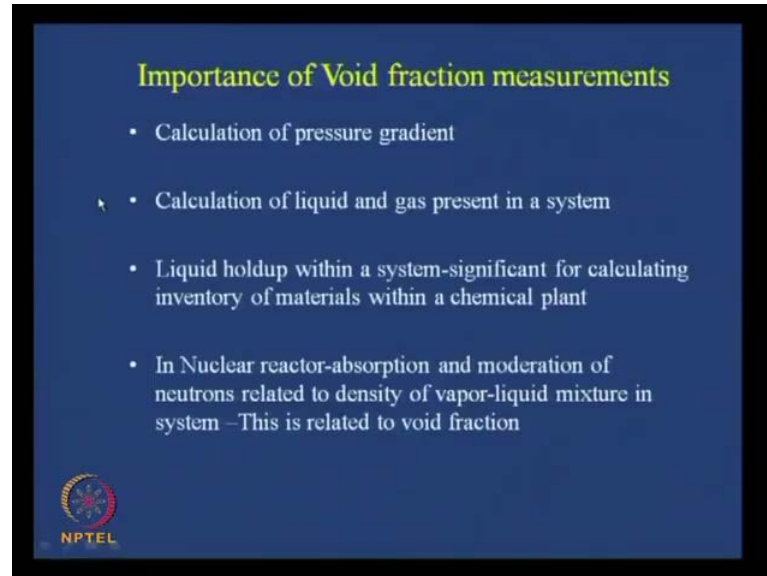 Importance of Void fraction measurements
• Calculation of pressure gradient
• Calculation of liquid and gas present in a system
• Liquid holdup within a system-significant for calculating
inventory of materials within a chemical plant
• In Nuclear reactor-absorption and moderation of
neutrons related to density of vapor-liquid mixture in
system –This is related to void fraction
NPTEL